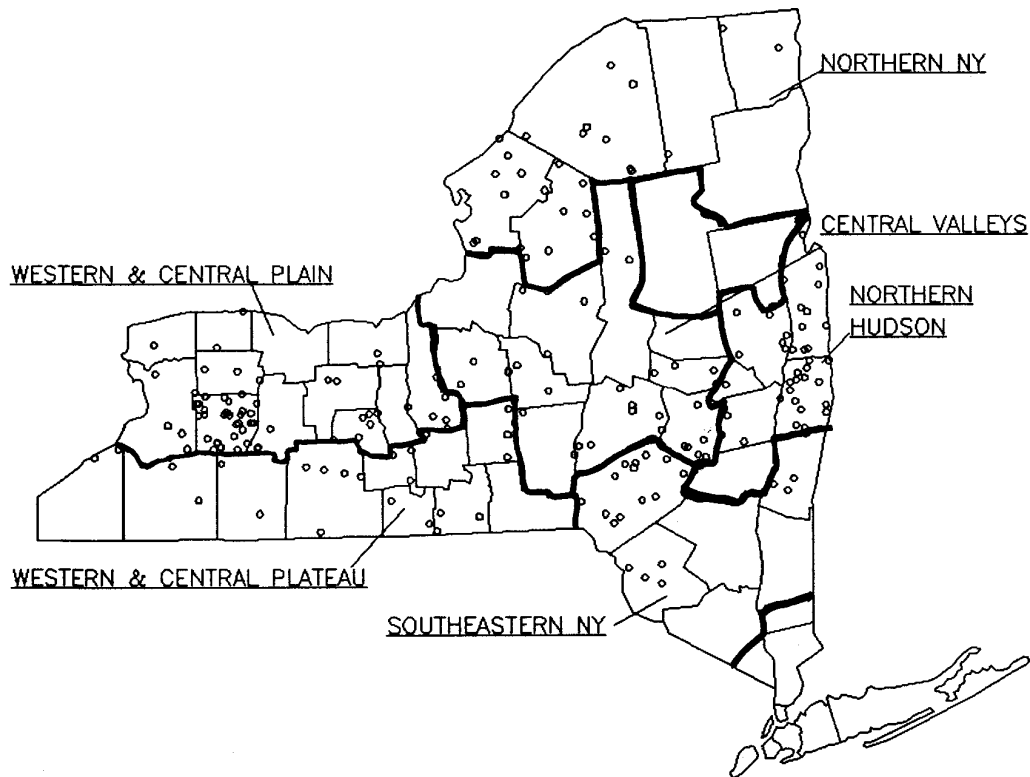 NORTHERN NY
CENTRAL VALLEYS
WESTERN & CENTRAL PLAIN
NORTHERN
HUDSON
WESTERN & CENTRAL PLATEAU
SOUTHEASTERN NY